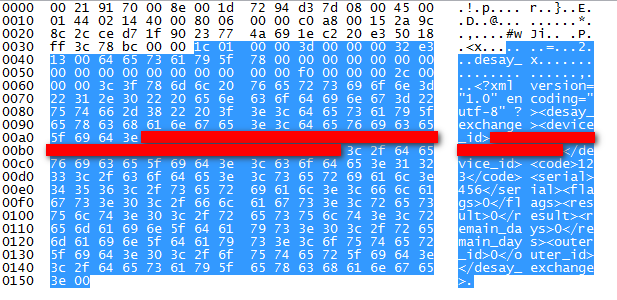 0000 00 21 91 70 00 8e 00 1d 72 94 d3 7d 08 00 45 00 .!.p.... r..}..E.
0010 01 44 02 14 40 00 80 06 00 00 c0 a8 00 15 2a 9c .D..@... ......*.
0020 8c 2c ce d7 1f 90 23 77 4a 69 1e c2 20 e3 50 18 .,....#w Ji.. .P.
0030 ff 3c 78 bc 00 00 1c 01 00 00 3d 00 00 00 32 e3 .<x..... ..=...2.
0040 13 00 64 65 73 61 79 5f 78 00 00 00 00 00 00 00 ..desay_ x.......
0050 00 00 00 00 00 00 00 00 00 00 f0 00 00 00 2c 00 ........ ......,.
0060 00 00 3c 3f 78 6d 6c 20 76 65 72 73 69 6f 6e 3d ..<?xml version=
0070 22 31 2e 30 22 20 65 6e 63 6f 64 69 6e 67 3d 22 "1.0" en coding="
0080 75 74 66 2d 38 22 20 3f 3e 3c 64 65 73 61 79 5f utf-8" ? ><desay_
0090 65 78 63 68 61 6e 67 65 3e 3c 64 65 76 69 63 65 exchange ><device
00a0 5f 69 64 3e _id>
00b0 3c 2f 64 65 </de
00c0 76 69 63 65 5f 69 64 3e 3c 63 6f 64 65 3e 31 32 vice_id> <code>12
00d0 33 3c 2f 63 6f 64 65 3e 3c 73 65 72 69 61 6c 3e 3</code> <serial>
00e0 34 35 36 3c 2f 73 65 72 69 61 6c 3e 3c 66 6c 61 456</ser ial><fla
00f0 67 73 3e 30 3c 2f 66 6c 61 67 73 3e 3c 72 65 73 gs>0</fl ags><res
0100 75 6c 74 3e 30 3c 2f 72 65 73 75 6c 74 3e 3c 72 ult>0</r esult><r
0110 65 6d 61 69 6e 5f 64 61 79 73 3e 30 3c 2f 72 65 emain_da ys>0</re
0120 6d 61 69 6e 5f 64 61 79 73 3e 3c 6f 75 74 65 72 main_day s><outer
0130 5f 69 64 3e 30 3c 2f 6f 75 74 65 72 5f 69 64 3e _id>0</o uter_id>
0140 3c 2f 64 65 73 61 79 5f 65 78 63 68 61 6e 67 65 </desay_ exchange
0150 3e 00 >.